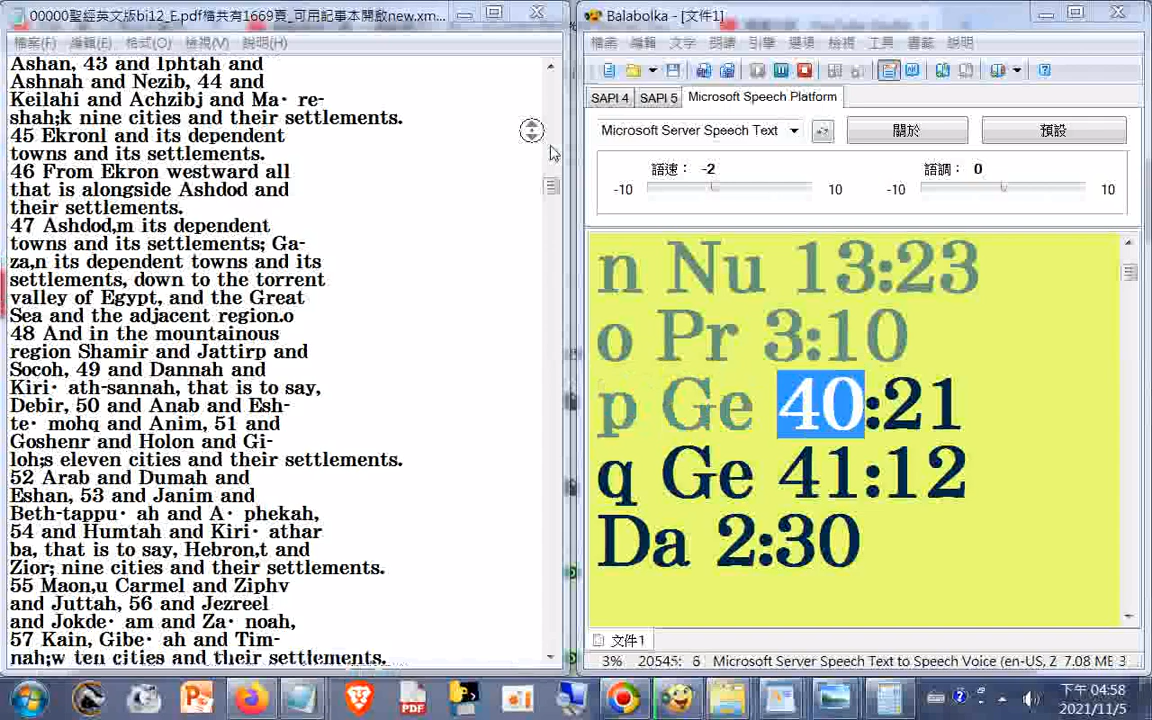 00000聖經英文版bi12_E.pdf檔共有1669頁_可用記事本開啟new.xm...
檔案(F) 編輯(E) 格式(O) 檢視(V) 說明(H)
Ashan, 43 and Iphtah and
Ashnah and Nezib, 44 and
Keilahi and Achzibj and Ma· re-
shah;k nine cities and their settlements.
45 Ekronl and its dependent
towns and its settlements.
46 From Ekron westward all
that is alongside Ashdod and
their settlements.
47 Ashdod,m its dependent
towns and its settlements; Ga-
za,n its dependent towns and its
settlements, down to the torrent
valley of Egypt, and the Great
Sea and the adjacent region.o
48 And in the mountainous
region Shamir and Jattirp and
Socoh, 49 and Dannah and
Kiri· ath-sannah, that is to say,
Debir, 50 and Anab and Esh-
te· mohq and Anim, 51 and
Goshenr and Holon and Gi-
loh;s eleven cities and their settlements.
52 Arab and Dumah and
Eshan, 53 and Janim and
Beth-tappu· ah and A· phekah,
54 and Humtah and Kiri· athar
ba, that is to say, Hebron,t and
Zior; nine cities and their settlements.
55 Maon,u Carmel and Ziphv
and Juttah, 56 and Jezreel
and Jokde· am and Za· noah,
57 Kain, Gibe· ah and Tim-
nah;w ten cities and their settlements.
Balabolka - [文件1]
檔案 編輯 文字 朗讀 引擎 選項 檢視 工具 書籤 說明
SAPI 4 SAPI 5 Microsoft Speech Platform
Microsoft Server Speech Text 關於 預設
語速： -2 語調： 0
-10 10 -10 10
n Nu 13:23
o Pr 3:10
p Ge 40:21
q Ge 41:12
Da 2:30
文件1
3% 20545: 6 Microsoft Server Speech Text to Speech Voice (en-US, Z 7.08 MB 3
PDF
下午 04:58
2021/11/5